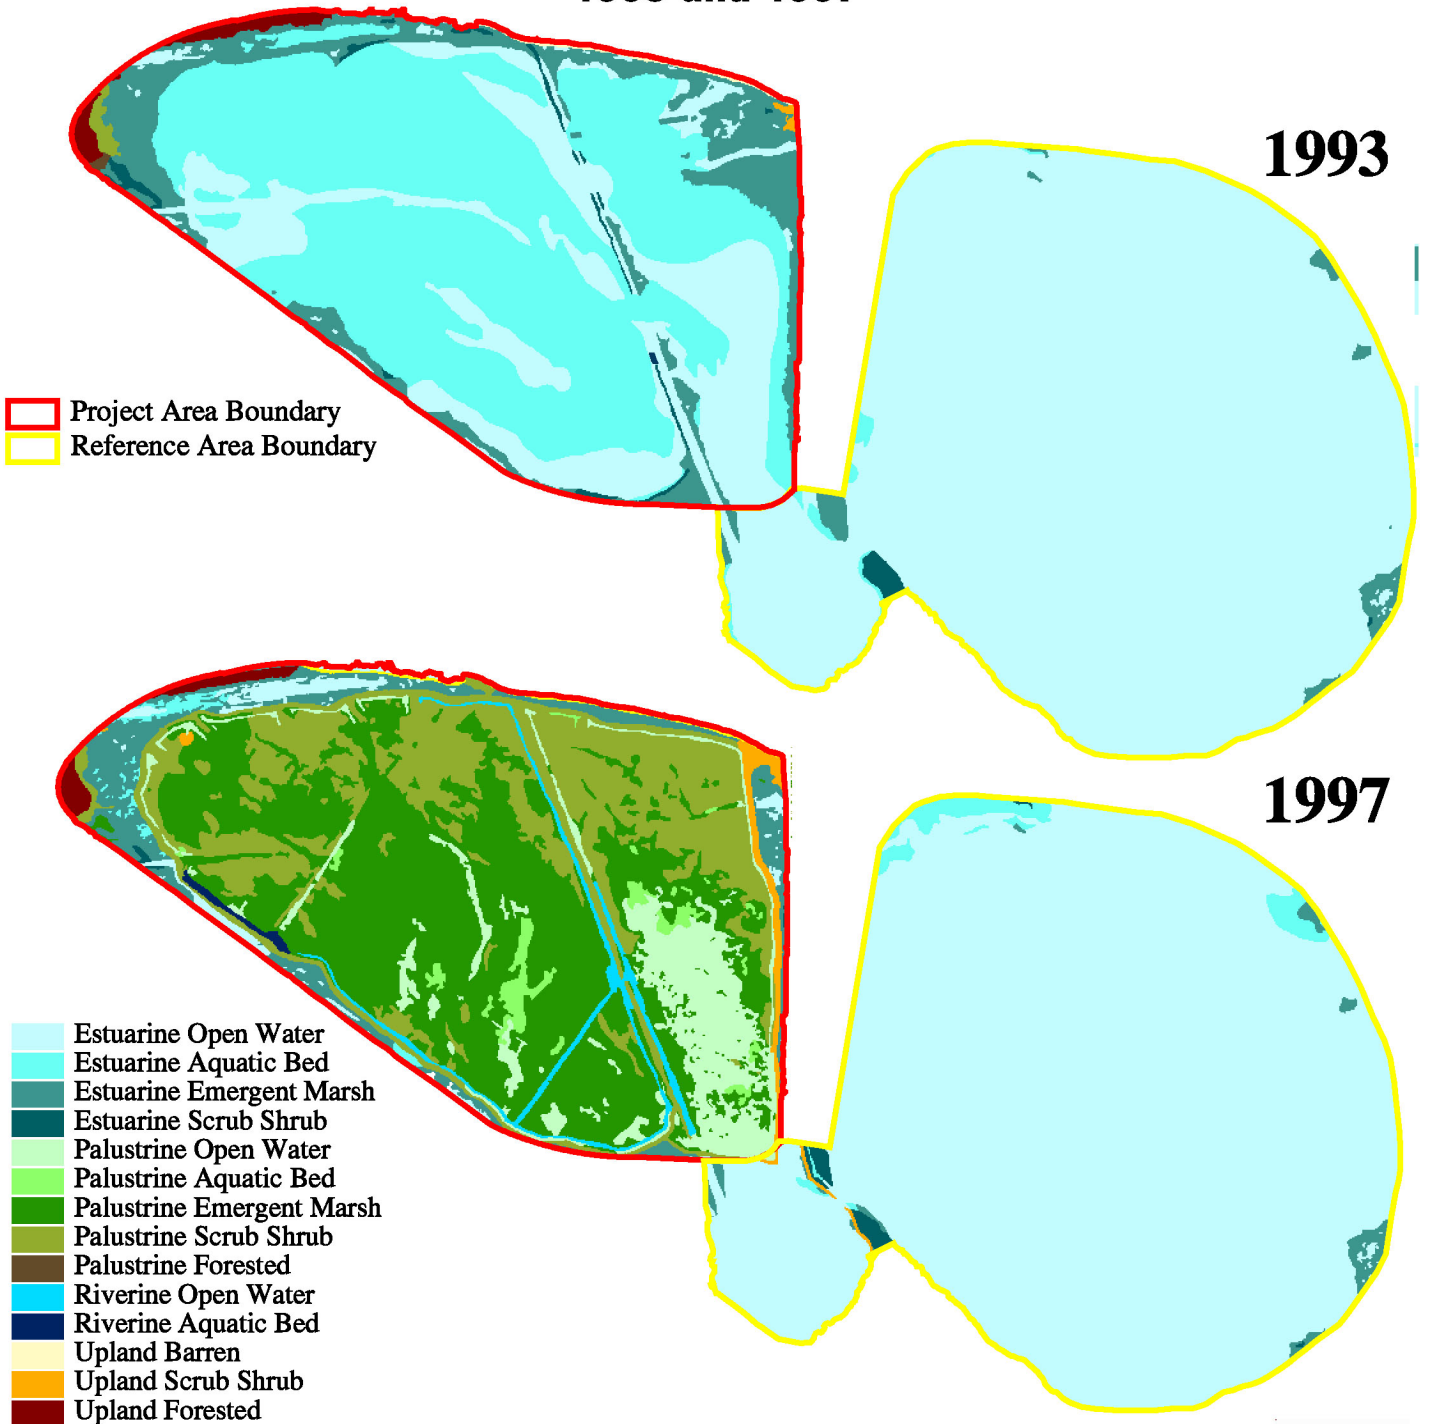 1993
Project Area Boundary
Reference Area Boundary
1997
Estuarine Open Water
Estuarine Aquatic Bed
Estuarine Emergent Marsh
Estuarine Scrub Shrub
Palustrine Open Water
Palustrine Aquatic Bed
Palustrine Emergent Marsh
Palustrine Scrub Shrub
Palustrine Forested
Riverine Open Water
Riverine Aquatic Bed
Upland Barren
Upland Scrub Shrub
Upland Forested